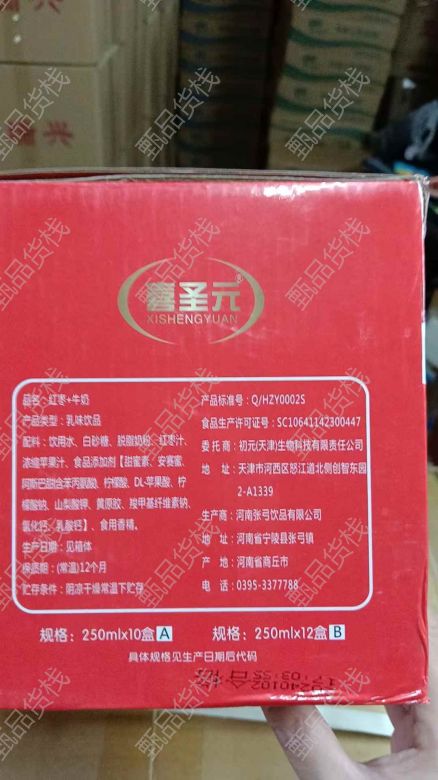 喜圣元®
XISHENGYUAN
品名：红枣+牛奶
产品类型：乳味饮品
配料：饮用水、白砂糖、脱脂奶粉、红枣汁、
浓缩苹果汁、食品添加剂【甜蜜素、安赛蜜、
阿斯巴甜含苯丙氨酸、柠檬酸、DL-苹果酸、柠
檬酸钠、山梨酸钾、黄原胶、羧甲基纤维素钠、
氯化钙、乳酸钙】、食用香精。
生产日期：见箱体
保质期：(常温)12个月
贮存条件：阴凉干燥常温下贮存
产品标准号：Q/HZY0002S
食品生产许可证号：SC10641142300447
委托商：初元(天津)生物科技有限责任公司
地址：天津市河西区怒江道北侧创智东园
2-A1339
生产商：河南张弓饮品有限公司
地址：河南省宁陵县张弓镇
产地：河南省商丘市
电话：0395-3377788
规格：250mlx10盒A
规格：250mlx12盒B
具体规格见生产日期后代码
甄品货栈